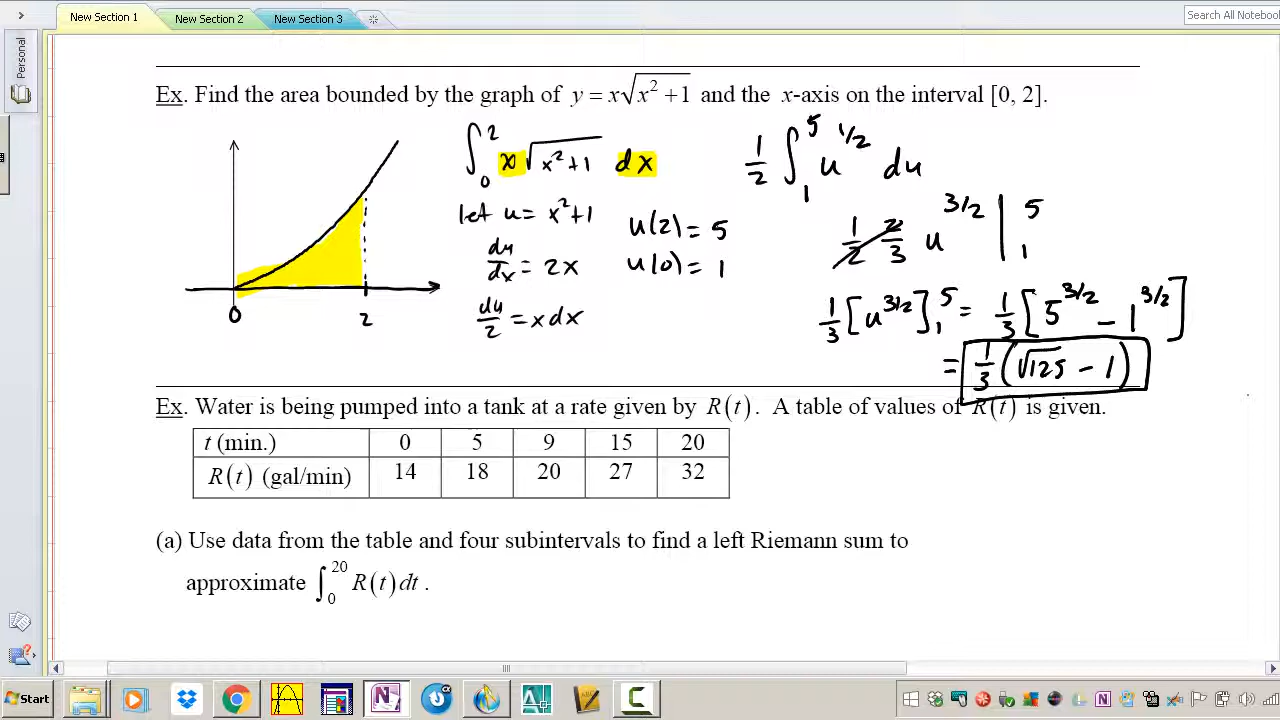 New Section 1 New Section 2 New Section 3
Search All Notebook
Personal
Ex. Find the area bounded by the graph of y = x√(x² + 1) and the x-axis on the interval [0, 2].
0 2
∫₀² x√(x²+1) dx
let u = x²+1
du/dx = 2x
du/2 = x dx
u(2) = 5
u(0) = 1
1/2 ∫₁⁵ u^(1/2) du
1/2 2/3 u^(3/2) |₁⁵
1/3 [u^(3/2)]₁⁵ = 1/3 [5^(3/2) − 1^(3/2)]
= 1/3 (√125 − 1)
Ex. Water is being pumped into a tank at a rate given by R(t). A table of values of R(t) is given.
t (min.) 0 5 9 15 20
R(t) (gal/min) 14 18 20 27 32
(a) Use data from the table and four subintervals to find a left Riemann sum to
approximate ∫₀²⁰ R(t) dt .
Start